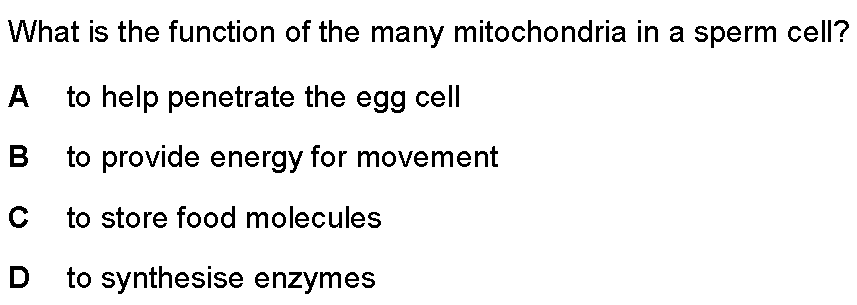 What is the function of the many mitochondria in a sperm cell?
A to help penetrate the egg cell
B to provide energy for movement
C to store food molecules
D to synthesise enzymes